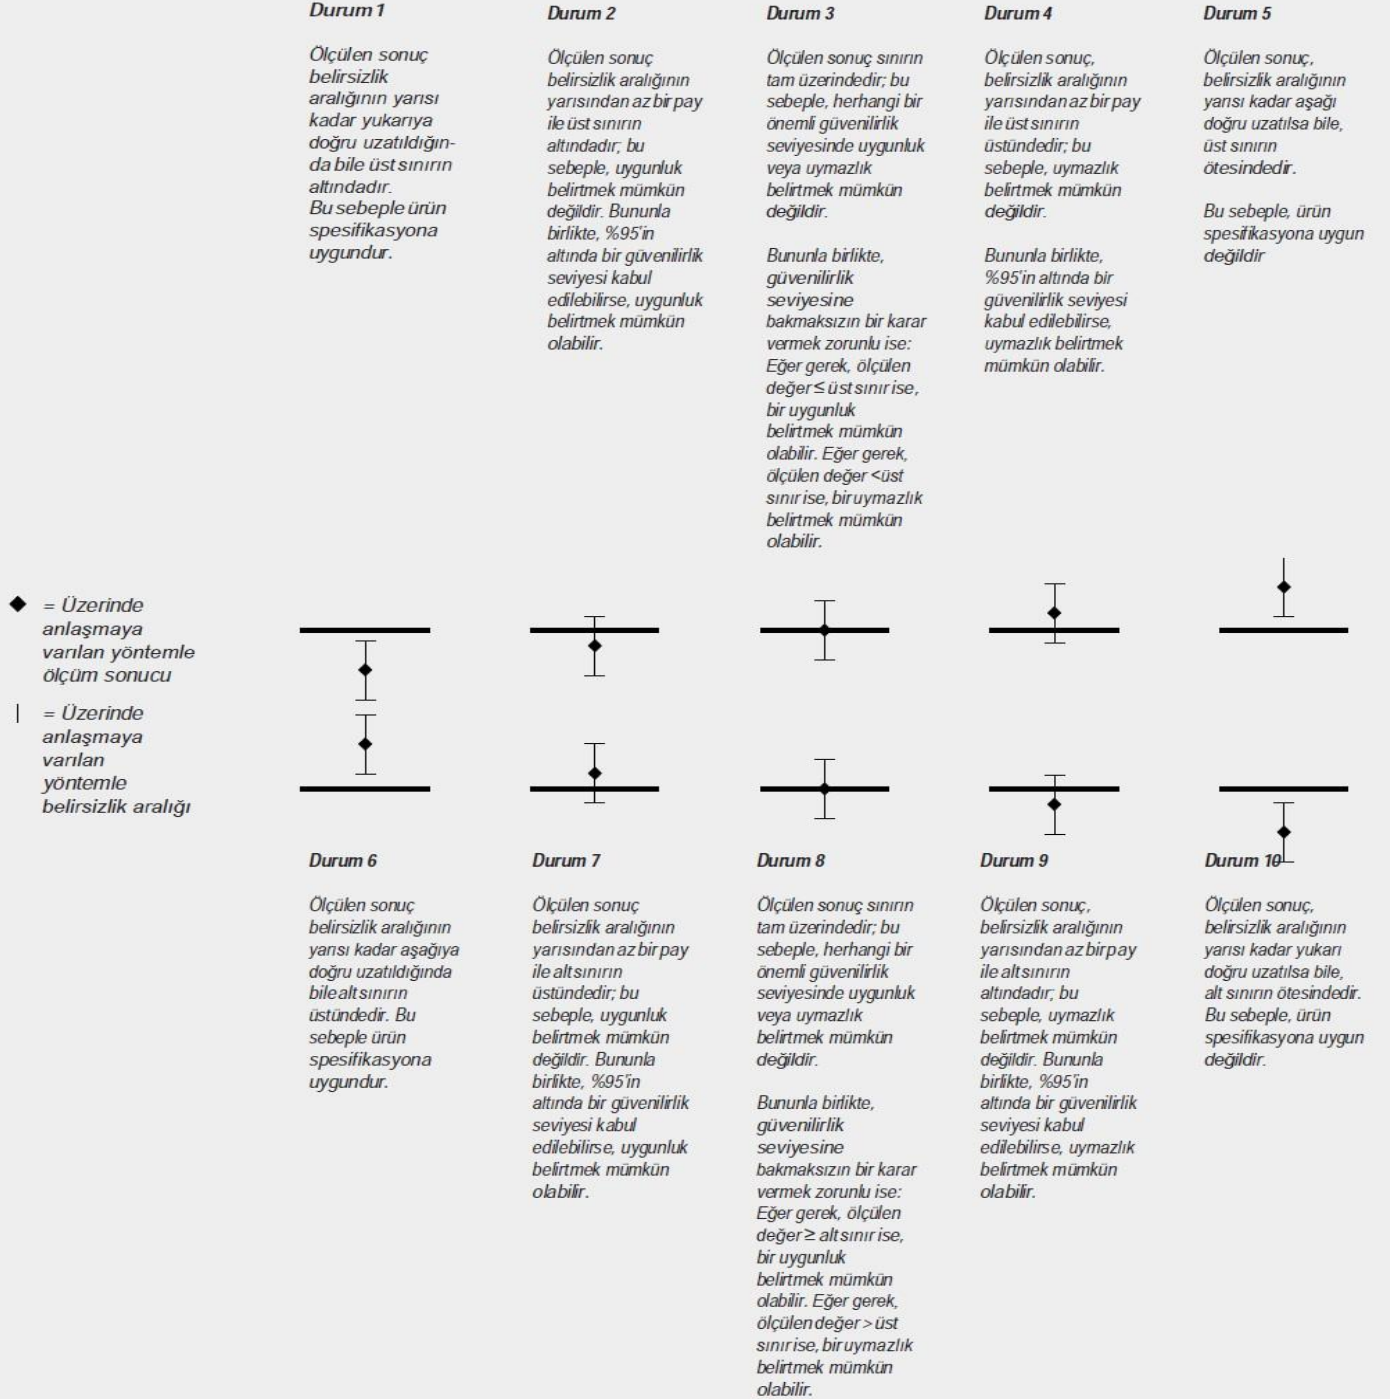 Durum 1
Ölçülen sonuç
belirsizlik
aralığının yarısı
kadar yukarıya
doğru uzatıldığın-
da bile üst sınırın
altındadır.
Bu sebeple ürün
spesifikasyona
uygundur.
Durum 2
Ölçülen sonuç
belirsizlik aralığının
yarısından az bir pay
ile üst sınırın
altındadır; bu
sebeple, uygunluk
belirtmek mümkün
değildir. Bununla
birlikte, %95'in
altında bir güvenilirlik
seviyesi kabul
edilebilirse, uygunluk
belirtmek mümkün
olabilir.
Durum 3
Ölçülen sonuç sınırın
tam üzerindedir; bu
sebeple, herhangi bir
önemli güvenilirlik
seviyesinde uygunluk
veya uymazlık
belirtmek mümkün
değildir.
Bununla birlikte,
güvenilirlik
seviyesine
bakmaksızın bir karar
vermek zorunlu ise:
Eğer gerek, ölçülen
değer ≤ üst sınır ise,
bir uygunluk
belirtmek mümkün
olabilir. Eğer gerek,
ölçülen değer <üst
sınır ise, bir uymazlık
belirtmek mümkün
olabilir.
Durum 4
Ölçülen sonuç,
belirsizlik aralığının
yarısından az bir pay
ile üst sınırın
üstündedir; bu
sebeple, uymazlık
belirtmek mümkün
değildir.
Bununla birlikte,
%95'in altında bir
güvenilirlik seviyesi
kabul edilebilirse,
uymazlık belirtmek
mümkün olabilir.
Durum 5
Ölçülen sonuç,
belirsizlik aralığının
yarısı kadar aşağı
doğru uzatılsa bile,
üst sınırın
ötesindedir.
Bu sebeple, ürün
spesifikasyona uygun
değildir
= Üzerinde
anlaşmaya
varılan yöntemle
ölçüm sonucu
= Üzerinde
anlaşmaya
varılan
yöntemle
belirsizlik aralığı
Durum 6
Ölçülen sonuç
belirsizlik aralığının
yarısı kadar aşağıya
doğru uzatıldığında
bile alt sınırın
üstündedir. Bu
sebeple ürün
spesifikasyona
uygundur.
Durum 7
Ölçülen sonuç
belirsizlik aralığının
yarısından az bir pay
ile alt sınırın
üstündedir; bu
sebeple, uygunluk
belirtmek mümkün
değildir. Bununla
birlikte, %95'in
altında bir güvenilirlik
seviyesi kabul
edilebilirse, uygunluk
belirtmek mümkün
olabilir.
Durum 8
Ölçülen sonuç sınırın
tam üzerindedir; bu
sebeple, herhangi bir
önemli güvenilirlik
seviyesinde uygunluk
veya uymazlık
belirtmek mümkün
değildir.
Bununla birlikte,
güvenilirlik
seviyesine
bakmaksızın bir karar
vermek zorunlu ise:
Eğer gerek, ölçülen
değer ≥ alt sınır ise,
bir uygunluk
belirtmek mümkün
olabilir. Eğer gerek,
ölçülen değer > üst
sınır ise, bir uymazlık
belirtmek mümkün
olabilir.
Durum 9
Ölçülen sonuç,
belirsizlik aralığının
yarısından az bir pay
ile alt sınırın
altındadır; bu
sebeple, uymazlık
belirtmek mümkün
değildir. Bununla
birlikte, %95'in
altında bir güvenilirlik
seviyesi kabul
edilebilirse, uymazlık
belirtmek mümkün
olabilir.
Durum 10
Ölçülen sonuç,
belirsizlik aralığının
yarısı kadar yukarı
doğru uzatılsa bile,
alt sınırın ötesindedir.
Bu sebeple, ürün
spesifikasyona uygun
değildir.